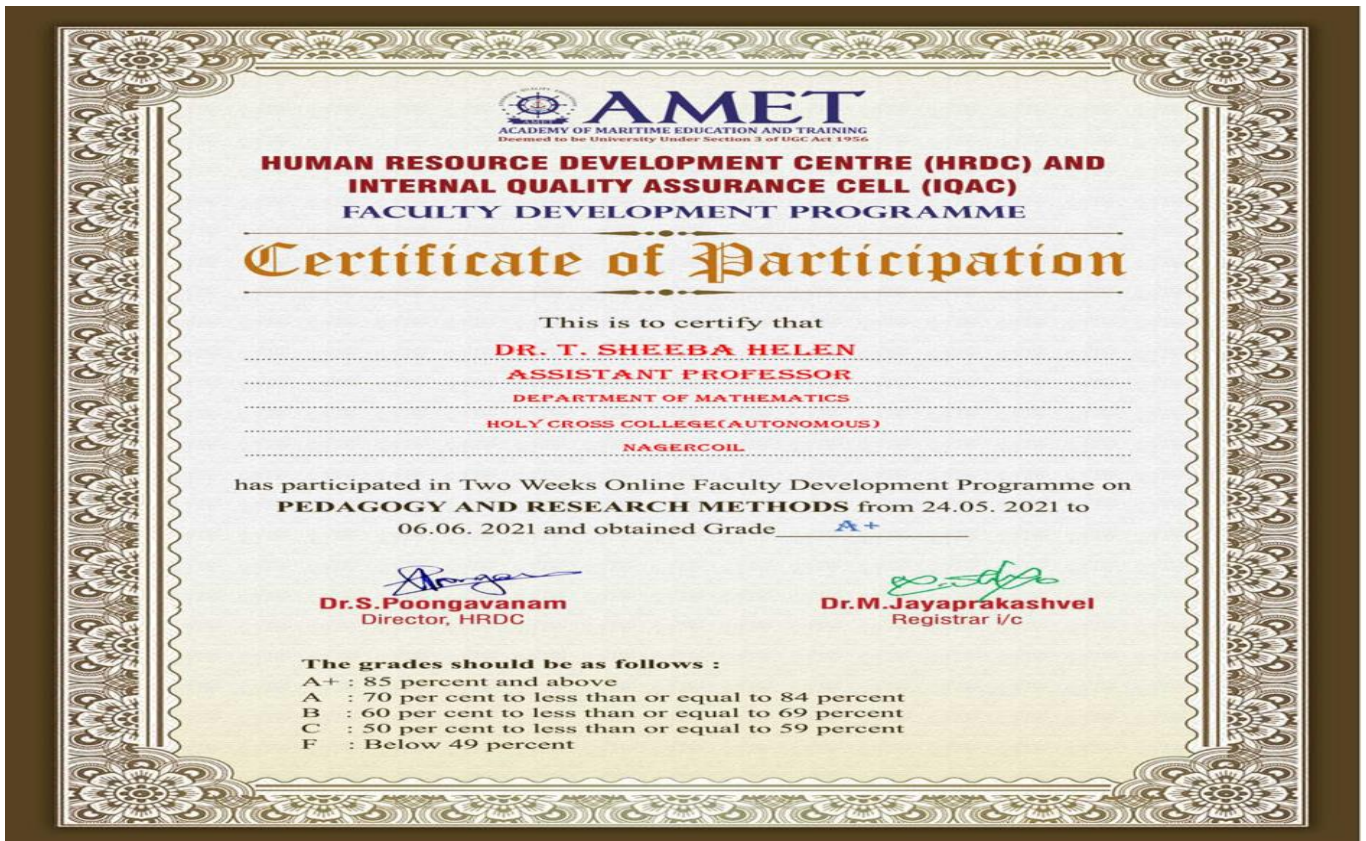 AMET
AMET
ACADEMY OF MARITIME EDUCATION AND TRAINING
Deemed to be University Under Section 3 of UGC Act 1956
HUMAN RESOURCE DEVELOPMENT CENTRE (HRDC) AND
INTERNAL QUALITY ASSURANCE CELL (IQAC)
FACULTY DEVELOPMENT PROGRAMME
Certificate of Participation
This is to certify that
DR. T. SHEEBA HELEN
ASSISTANT PROFESSOR
DEPARTMENT OF MATHEMATICS
HOLY CROSS COLLEGE(AUTONOMOUS)
NAGERCOIL
has participated in Two Weeks Online Faculty Development Programme on
PEDAGOGY AND RESEARCH METHODS from 24.05. 2021 to
06.06. 2021 and obtained Grade A+
Dr.S.Poongavanam Dr.M.Jayaprakashvel
Director, HRDC Registrar i/c
The grades should be as follows :
A+ : 85 percent and above
A : 70 per cent to less than or equal to 84 percent
B : 60 per cent to less than or equal to 69 percent
C : 50 per cent to less than or equal to 59 percent
F : Below 49 percent